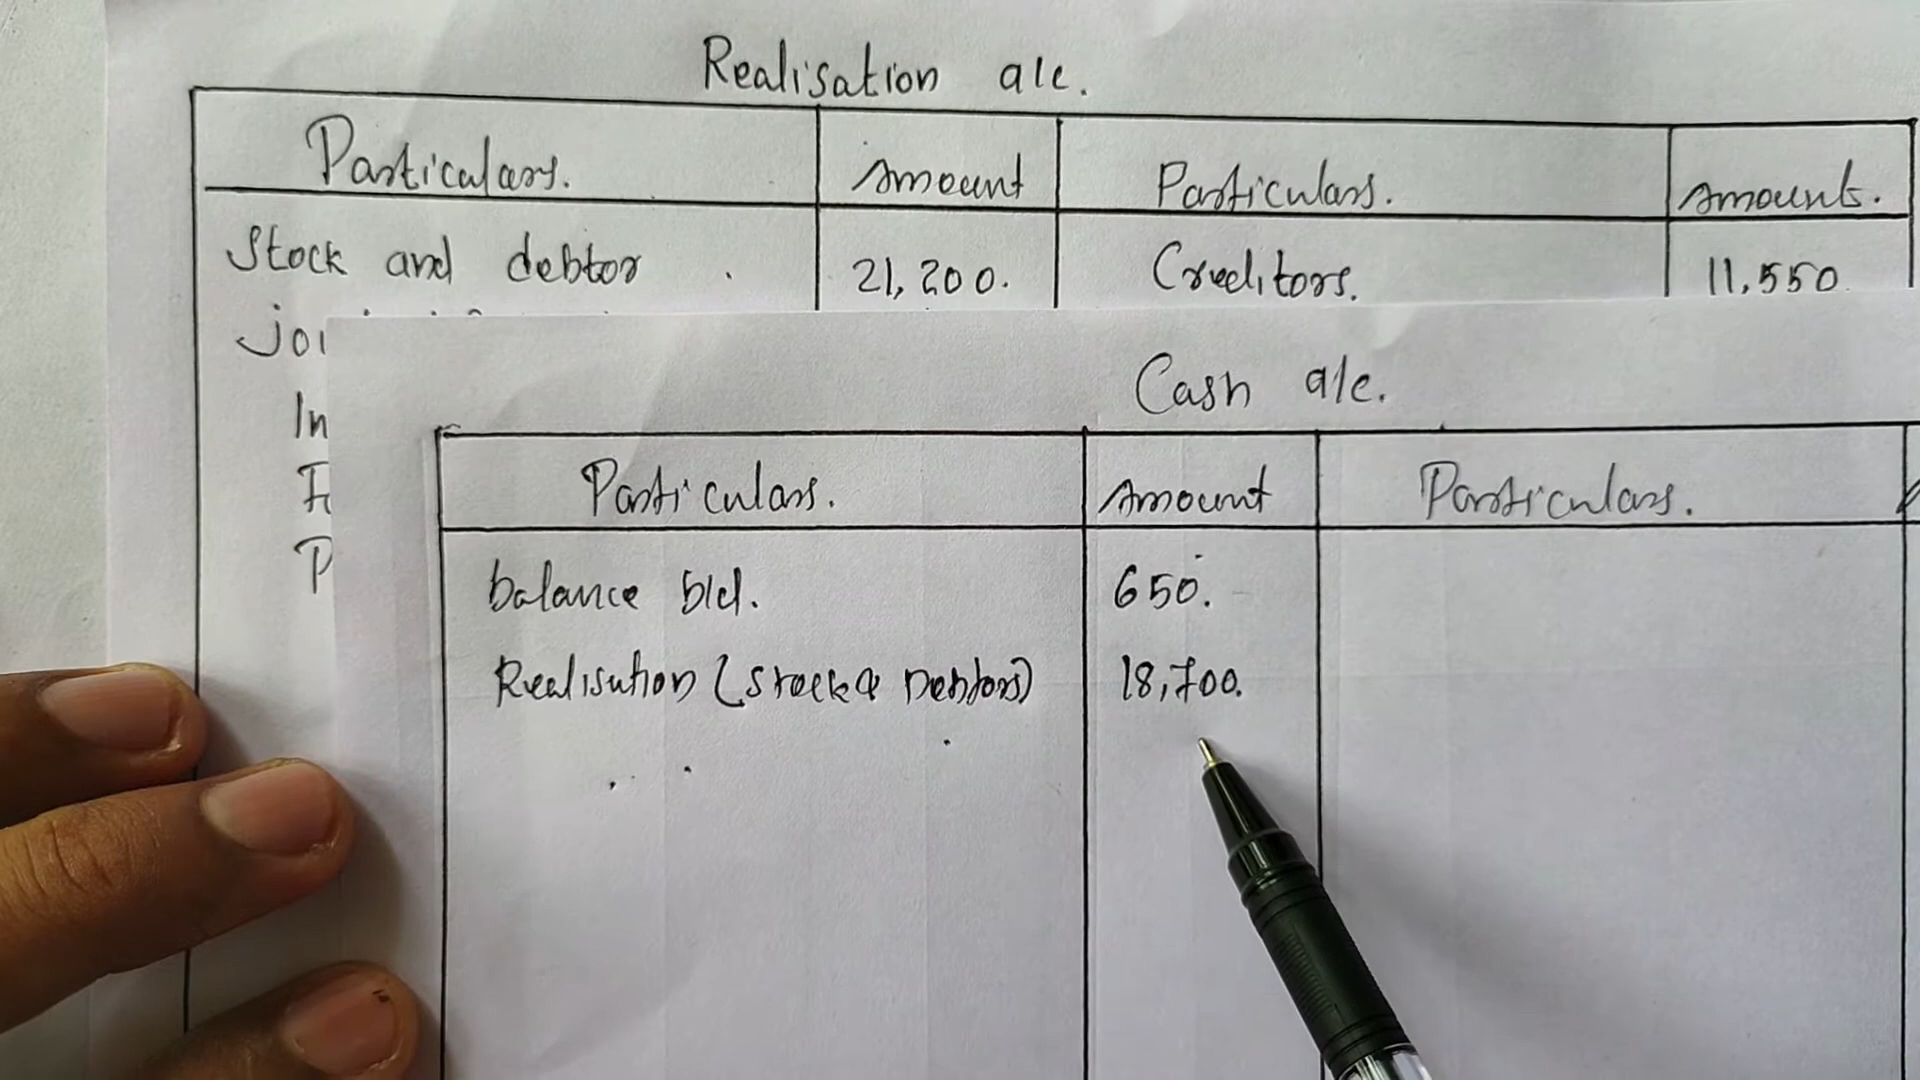 Realisation a/c.
Particulars. Amount Particulars. Amounts.
Stock and debtor 21,200. Creditors. 11,550
Cash a/c.
Particulars. Amount Particulars.
balance b/d. 650.
Realisation (Stock & Debtors) 18,700.